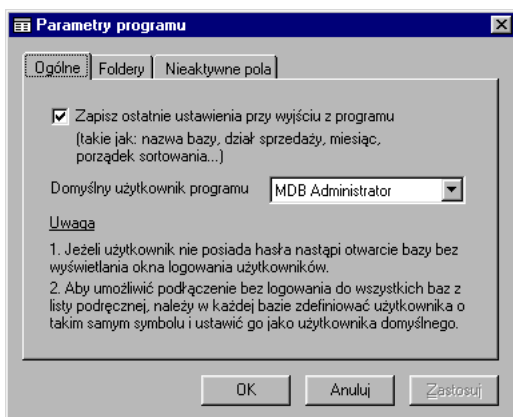 Parametry programu
Ogólne Foldery Nieaktywne pola
Zapisz ostatnie ustawienia przy wyjściu z programu
(takie jak: nazwa bazy, dział sprzedaży, miesiąc,
porządek sortowania...)
Domyślny użytkownik programu MDB Administrator
Uwaga
1. Jeżeli użytkownik nie posiada hasła nastąpi otwarcie bazy bez
wyświetlania okna logowania użytkowników.
2. Aby umożliwić podłączenie bez logowania do wszystkich baz z
listy podręcznej, należy w każdej bazie zdefiniować użytkownika o
takim samym symbolu i ustawić go jako użytkownika domyślnego.
OK Anuluj Zastosuj